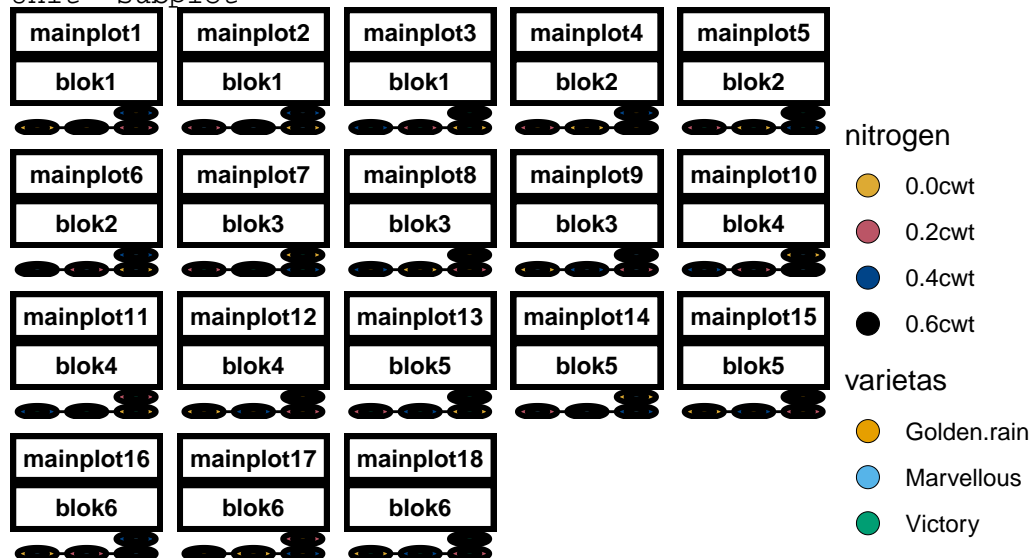 unit=subplot
mainplot1 mainplot2 mainplot3 mainplot4 mainplot5
blok1 blok1 blok1 blok2 blok2
mainplot6 mainplot7 mainplot8 mainplot9 mainplot10
blok2 blok3 blok3 blok3 blok4
mainplot11 mainplot12 mainplot13 mainplot14 mainplot15
blok4 blok4 blok5 blok5 blok5
mainplot16 mainplot17 mainplot18
blok6 blok6 blok6
nitrogen
0.0cwt
0.2cwt
0.4cwt
0.6cwt
varietas
Golden.rain
Marvellous
Victory